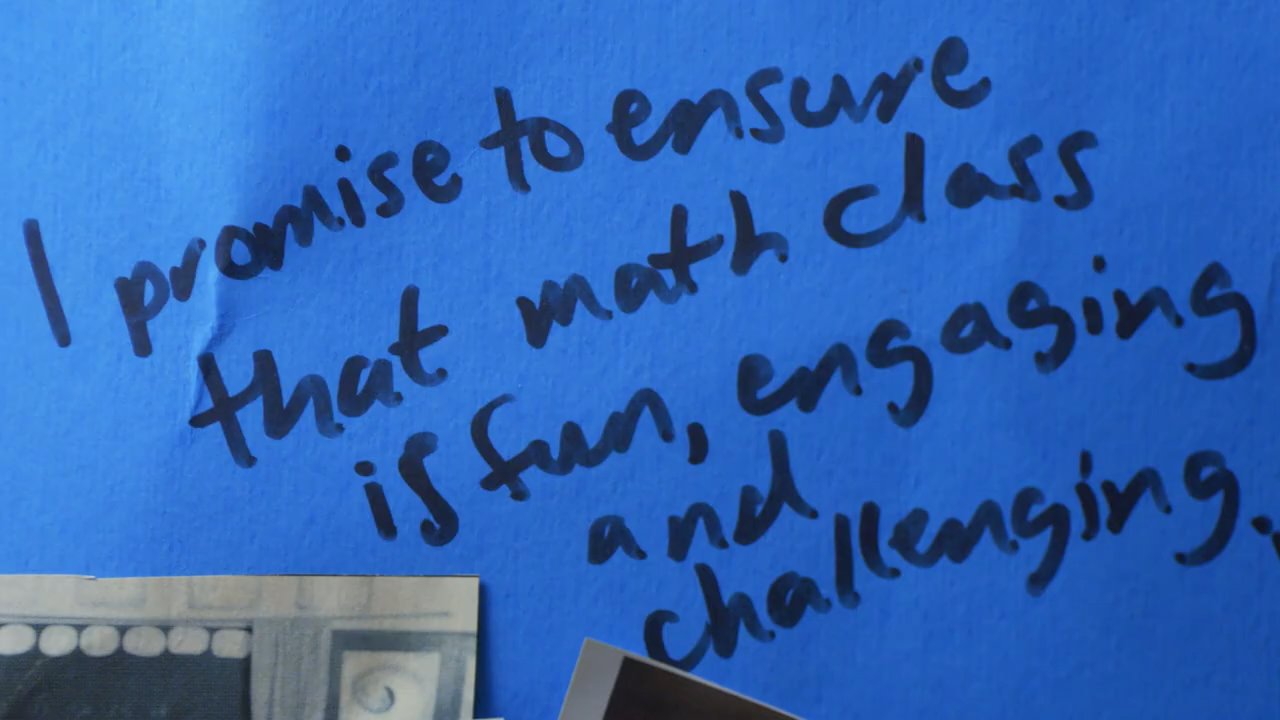 I promise to ensure
that math class
is fun, engaging
and
challenging.